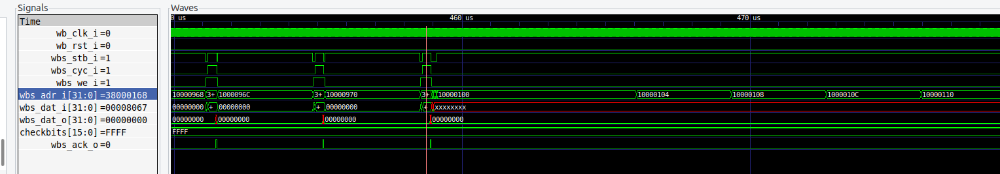 Signals Waves
Time 0 us 460 us 470 us
wb_clk_i=0
wb_rst_i=0
wbs_stb_i=1
wbs_cyc_i=1
wbs_we_i=1
wbs_adr_i[31:0]=38000168 10000968 3+ 1000096C 3+ 10000970 3+ 10000100 10000104 10000108 1000010C 10000110
wbs_dat_i[31:0]=00008067 00000000 + 00000000 + 00000000 + xxxxxxxx
wbs_dat_o[31:0]=00000000 00000000 00000000 00000000 00000000
checkbits[15:0]=FFFF FFFF
wbs_ack_o=0